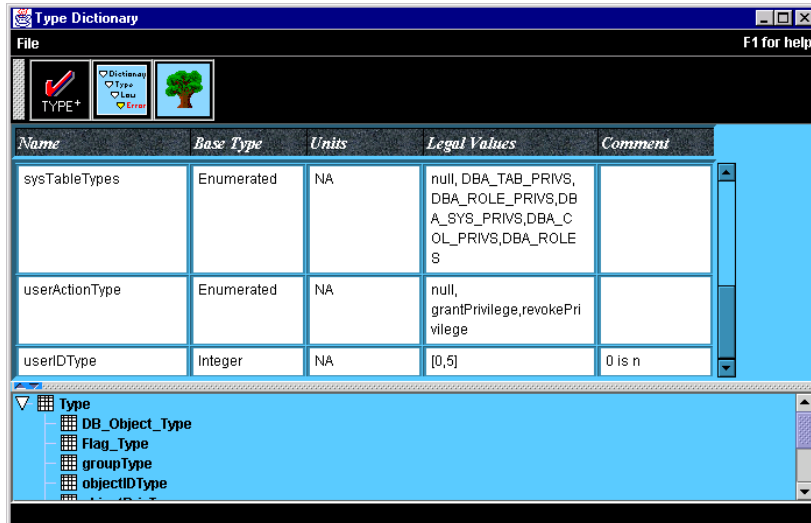 Type Dictionary
File
F1 for help
TYPE+
Dictionary
Type
Low
Error
Name Base Type Units Legal Values Comment
sysTableTypes Enumerated NA null, DBA_TAB_PRIVS,
DBA_ROLE_PRIVS,DB
A_SYS_PRIVS,DBA_C
OL_PRIVS,DBA_ROLE
S
userActionType Enumerated NA null,
grantPrivilege,revokePri
vilege
userIDType Integer NA [0,5] 0 is n
Type
DB_Object_Type
Flag_Type
groupType
objectIDType